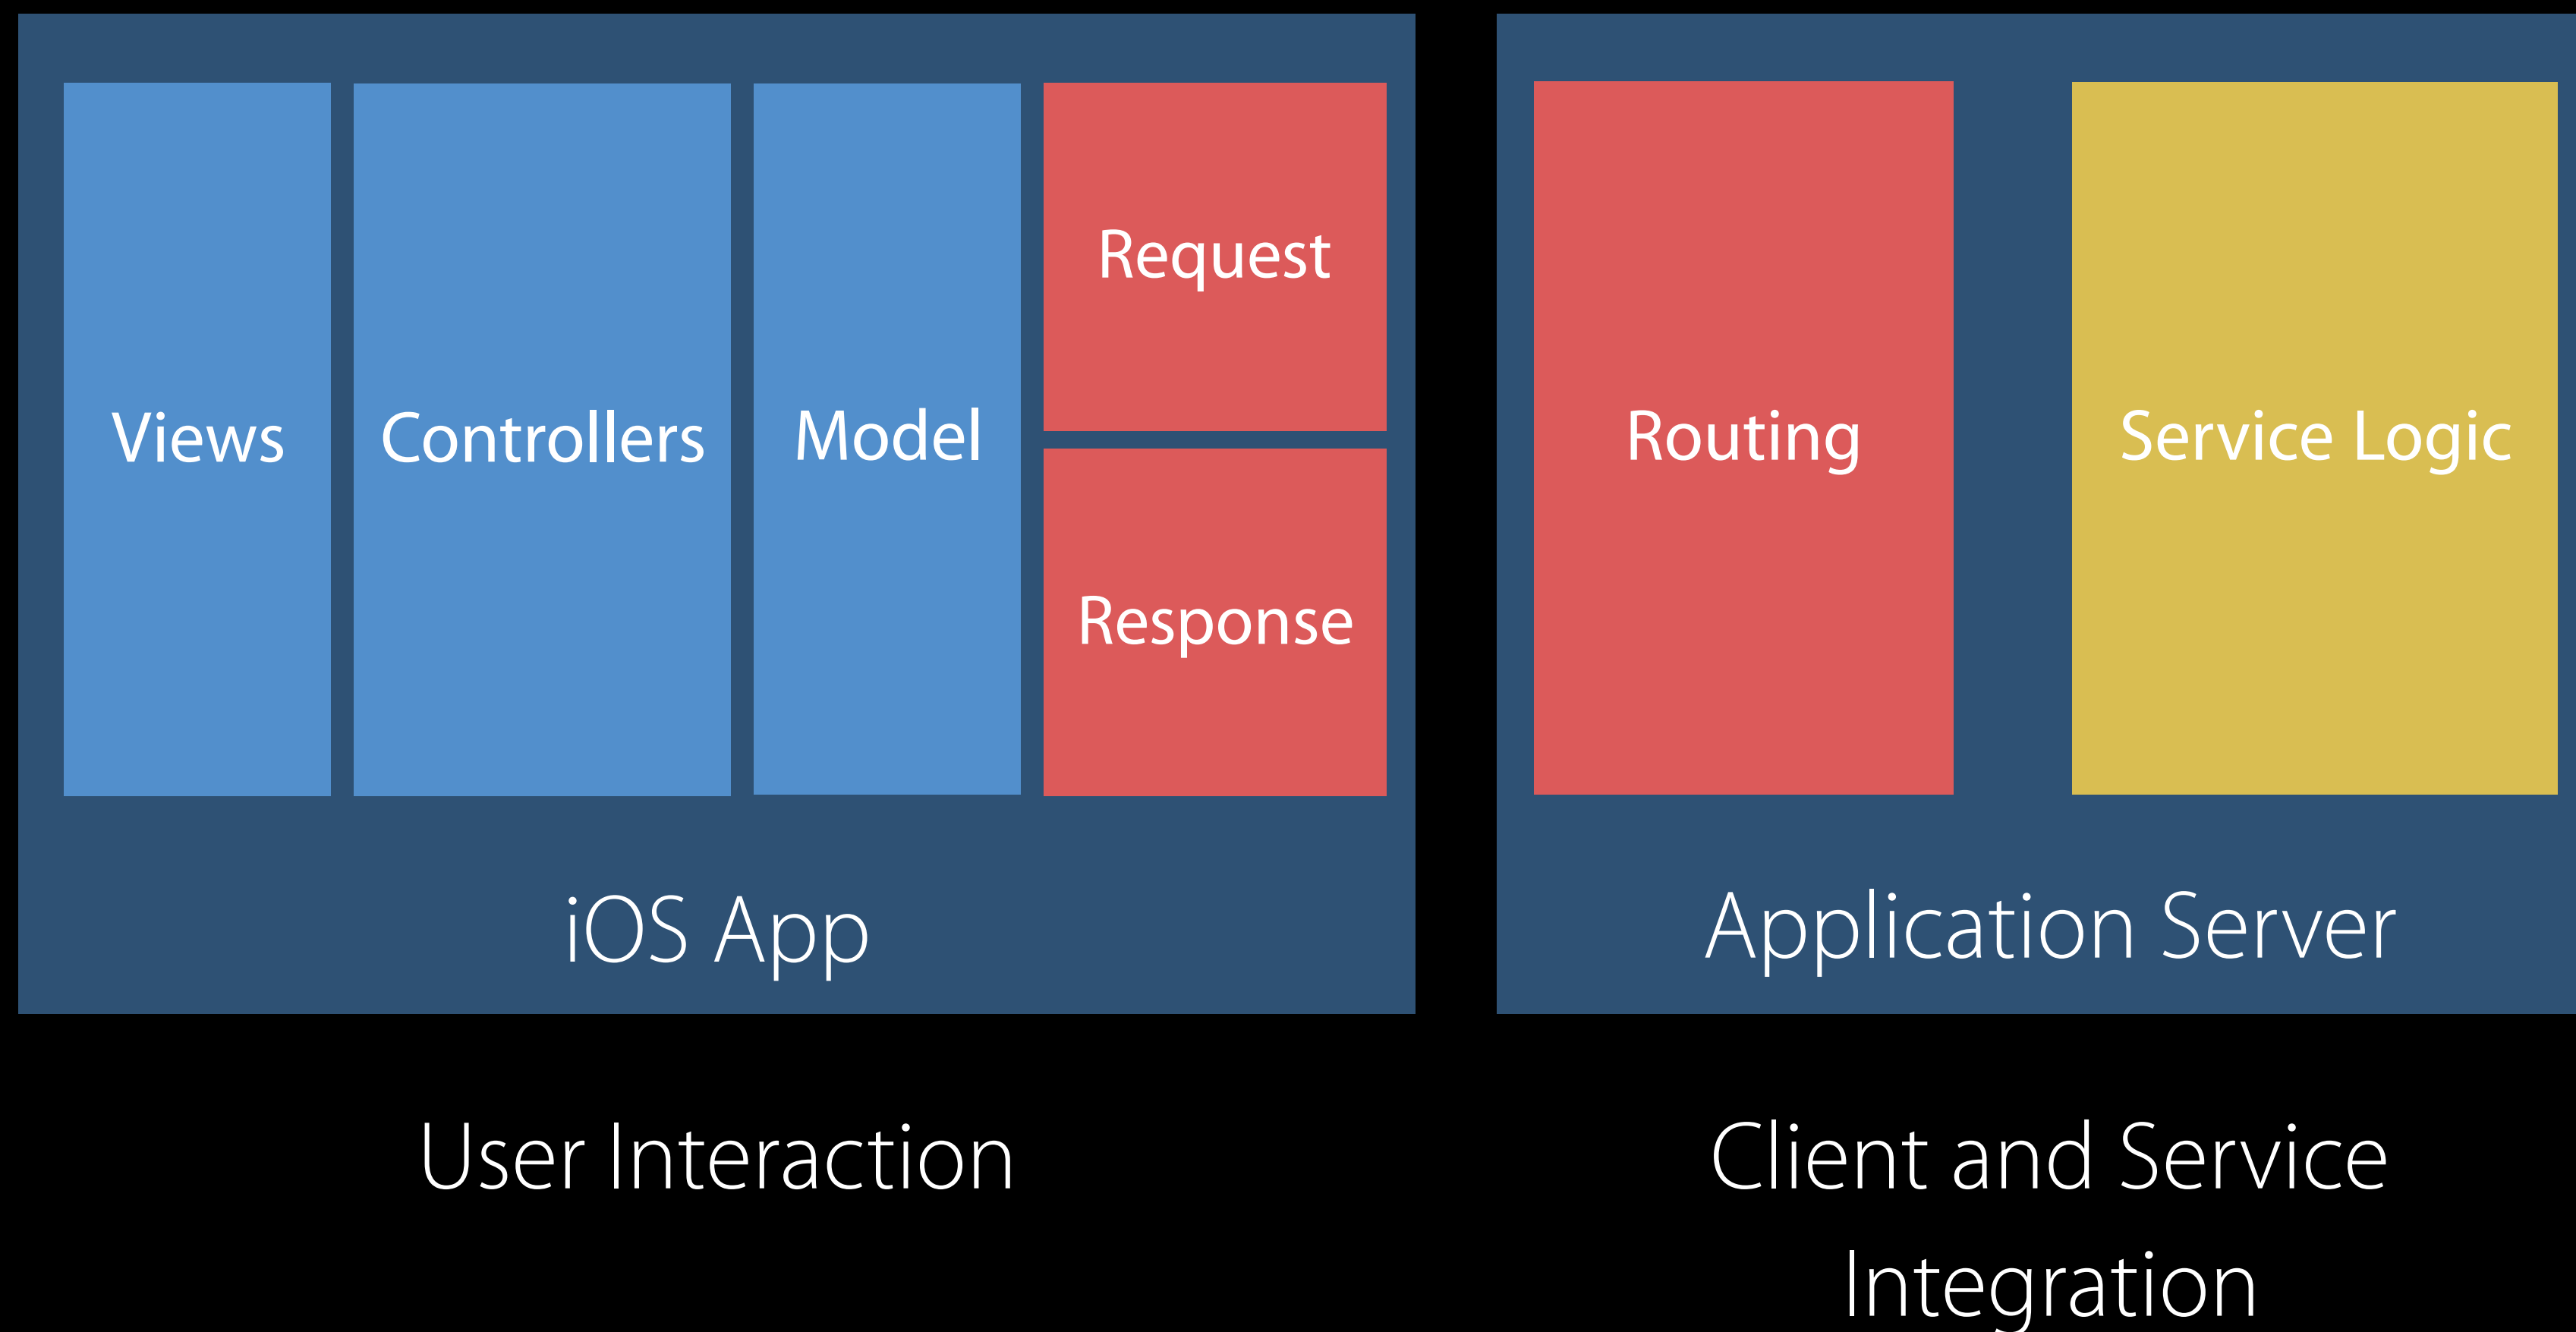 Views
Controllers
Model
Request
Response
iOS App
User Interaction
Routing
Service Logic
Application Server
Client and Service
Integration